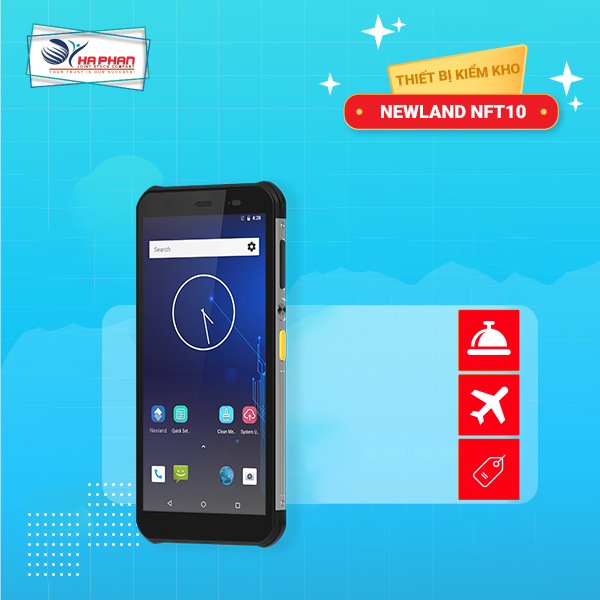 HA PHAN
JOINT STOCK COMPANY
YOUR TRUST IS OUR SUCCESS!
THIẾT BỊ KIỂM KHO
NEWLAND NFT10
4:28
Search
Newland
Quick Set..
Clean Me..
System U..